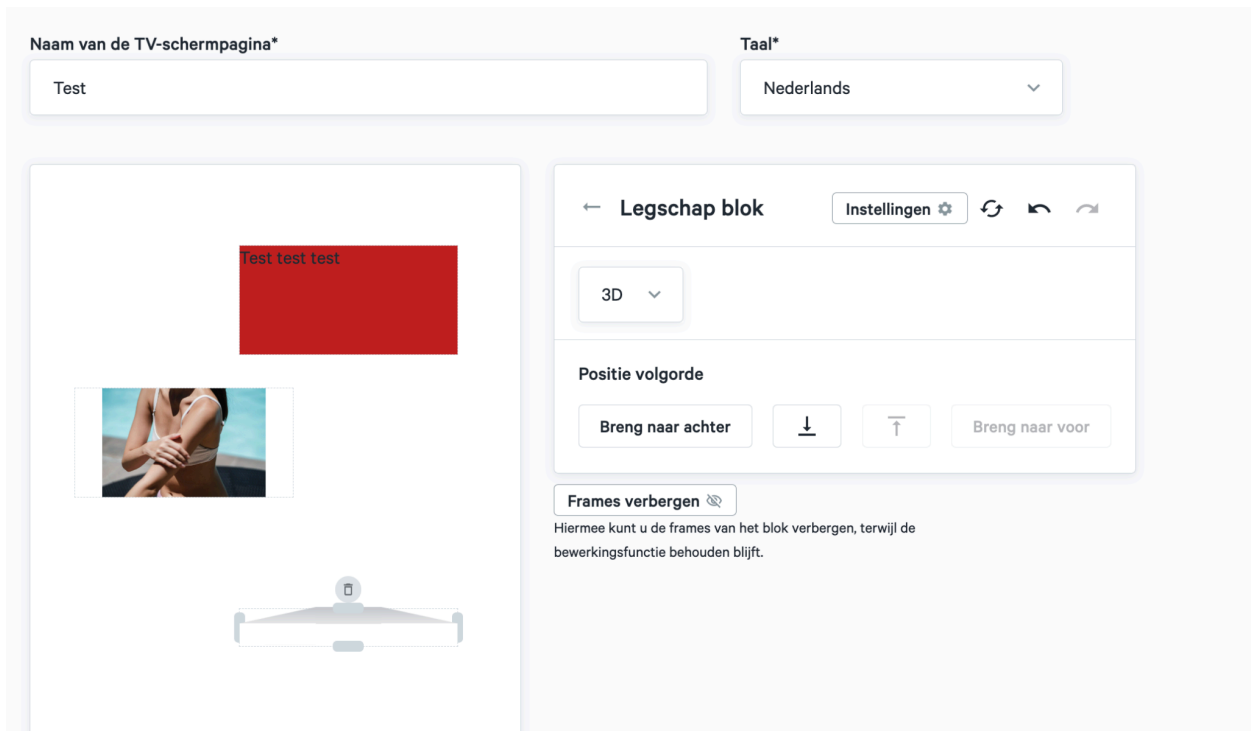 Naam van de TV-schermpagina*
Taal*
Test
Nederlands
Legschap blok
Instellingen
Test test test
3D
Positie volgorde
Breng naar achter
Breng naar voor
Frames verbergen
Hiermee kunt u de frames van het blok verbergen, terwijl de
bewerkingsfunctie behouden blijft.